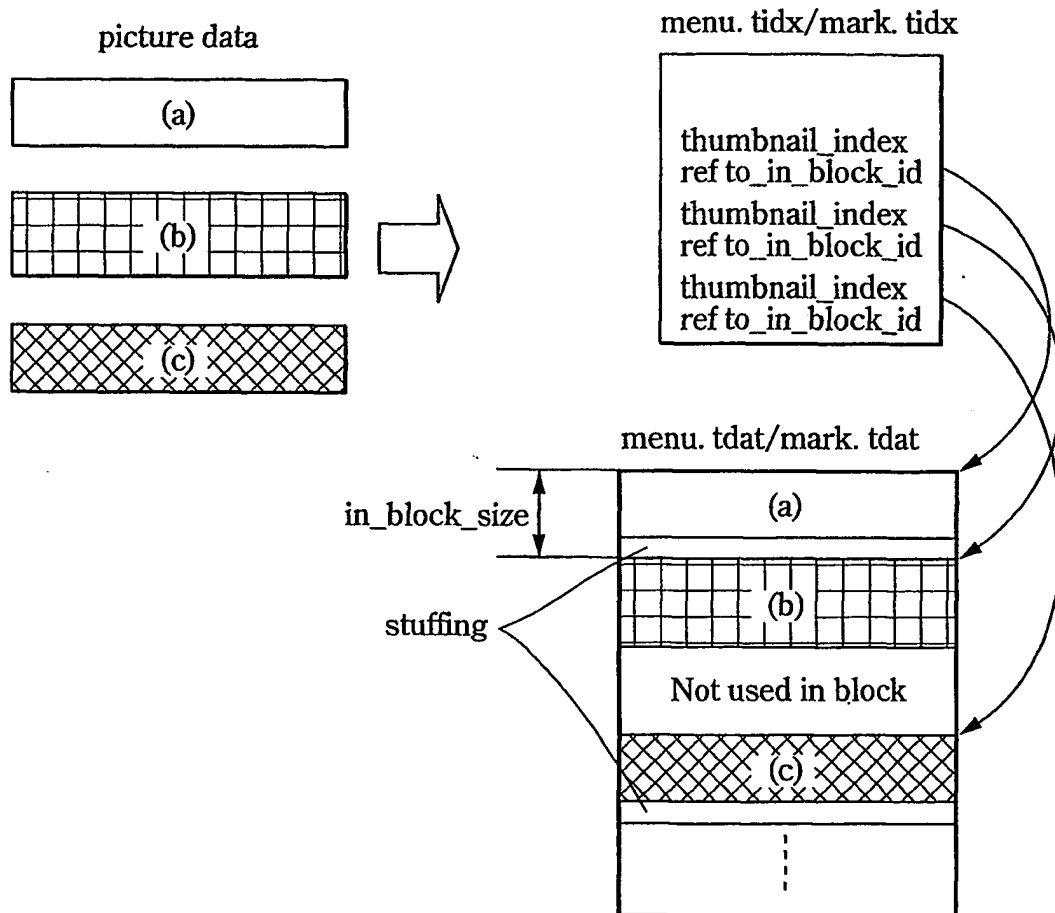 picture data
(a)
(b)
(c)
menu. tidx/mark. tidx
thumbnail_index
ref to_in_block_id
thumbnail_index
ref to_in_block_id
thumbnail_index
ref to_in_block_id
menu. tdat/mark. tdat
in_block_size
(a)
stuffing
(b)
Not used in block
(c)